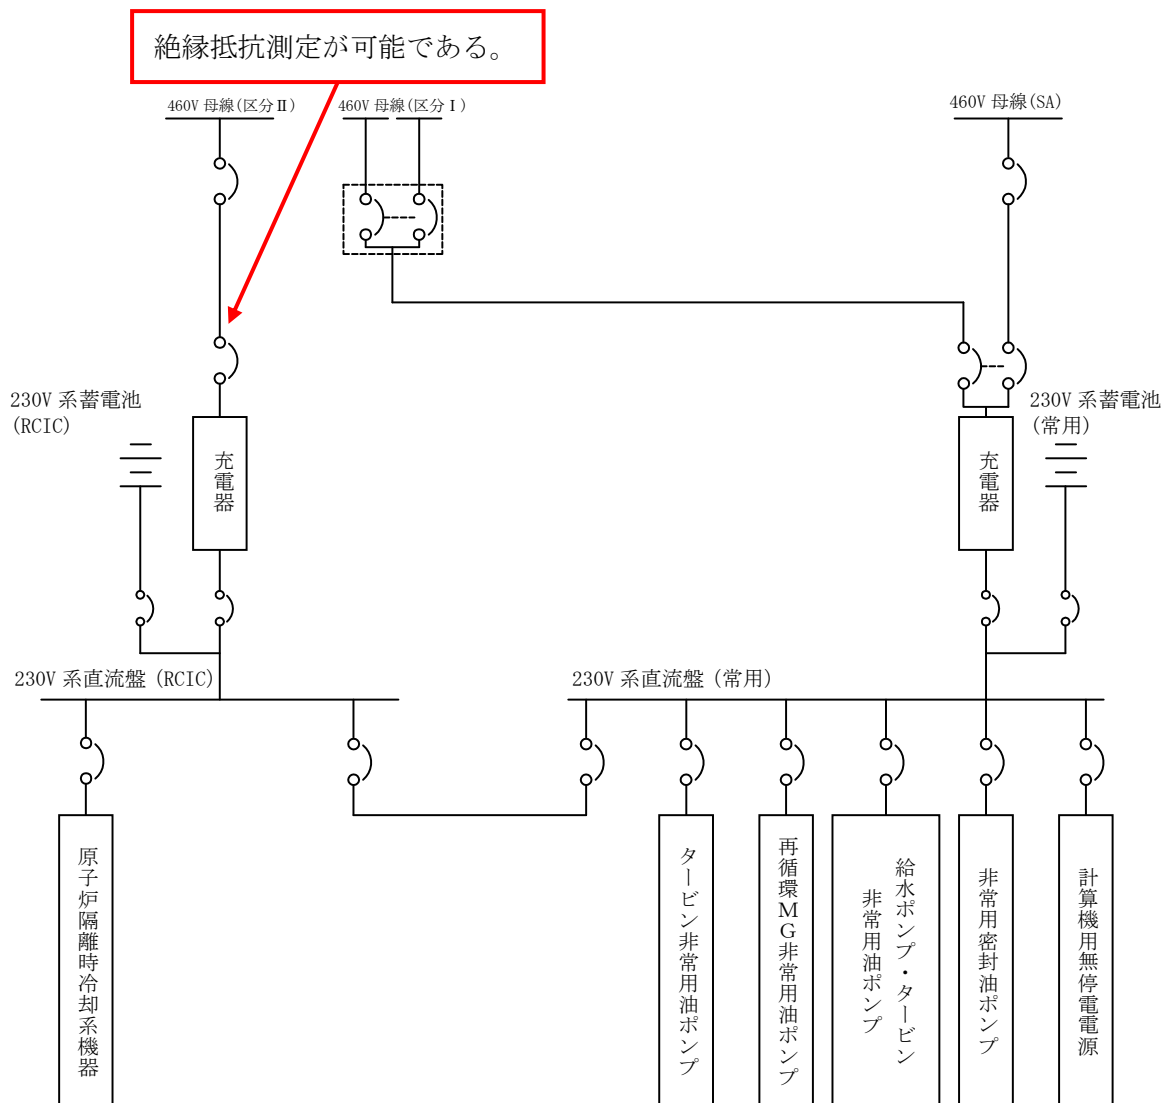 絶縁抵抗測定が可能である。
460V 母線(区分Ⅱ)
460V 母線(区分Ⅰ)
460V 母線(SA)
230V 系蓄電池
(RCIC)
充電器
充電器
230V 系蓄電池
(常用)
230V 系直流盤 (RCIC)
230V 系直流盤 (常用)
原子炉隔離時冷却系機器
タービン非常用油ポンプ
再循環MG非常用油ポンプ
給水ポンプ・タービン
非常用油ポンプ
非常用密封油ポンプ
計算機用無停電電源